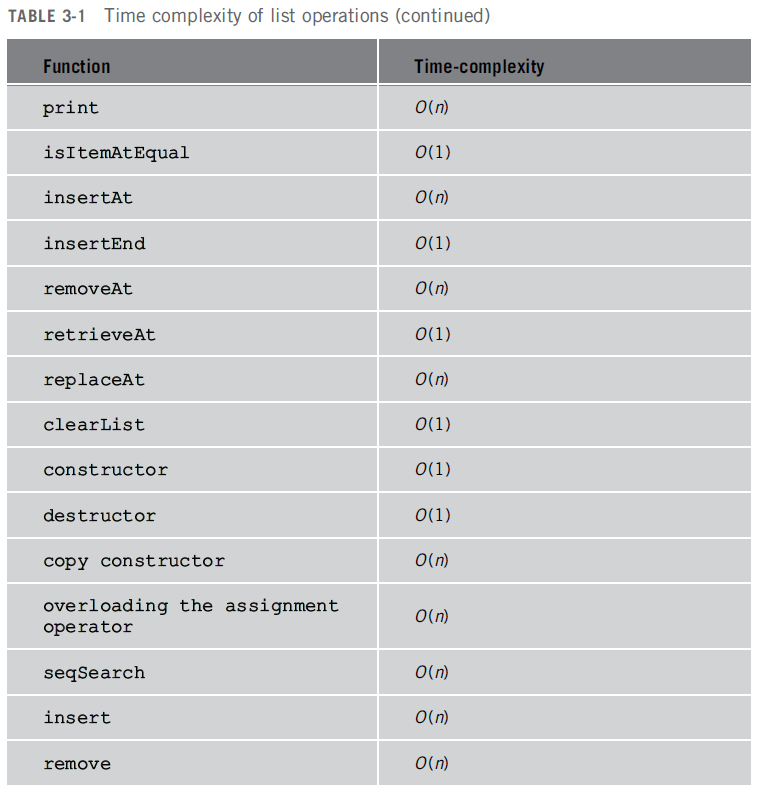 TABLE 3-1 Time complexity of list operations (continued)
Function Time-complexity
print O(n)
isItemAtEqual O(1)
insertAt O(n)
insertEnd O(1)
removeAt O(n)
retrieveAt O(1)
replaceAt O(n)
clearList O(1)
constructor O(1)
destructor O(1)
copy constructor O(n)
overloading the assignment
operator O(n)
seqSearch O(n)
insert O(n)
remove O(n)